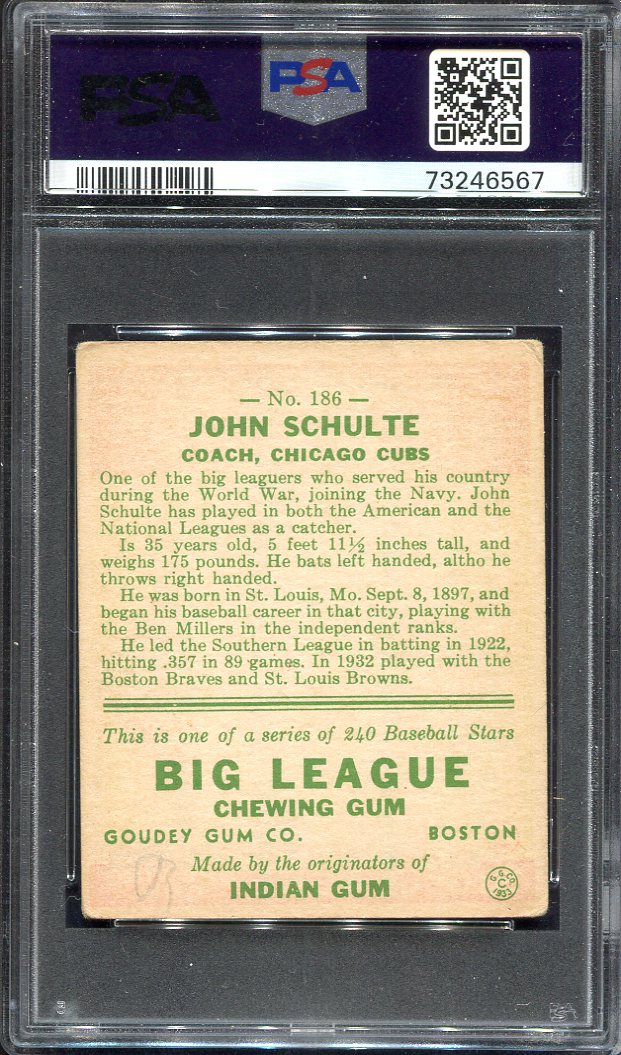 PSA
PSA
73246567
— No. 186 —
JOHN SCHULTE
COACH, CHICAGO CUBS
One of the big leaguers who served his country
during the World War, joining the Navy. John
Schulte has played in both the American and the
National Leagues as a catcher.
Is 35 years old, 5 feet 11½ inches tall, and
weighs 175 pounds. He bats left handed, altho he
throws right handed.
He was born in St. Louis, Mo. Sept. 8, 1897, and
began his baseball career in that city, playing with
the Ben Millers in the independent ranks.
He led the Southern League in batting in 1922,
hitting .357 in 89 games. In 1932 played with the
Boston Braves and St. Louis Browns.
This is one of a series of 240 Baseball Stars
BIG LEAGUE
CHEWING GUM
GOUDEY GUM CO. BOSTON
Made by the originators of
INDIAN GUM
G. G. CO.
C
1933
PSA